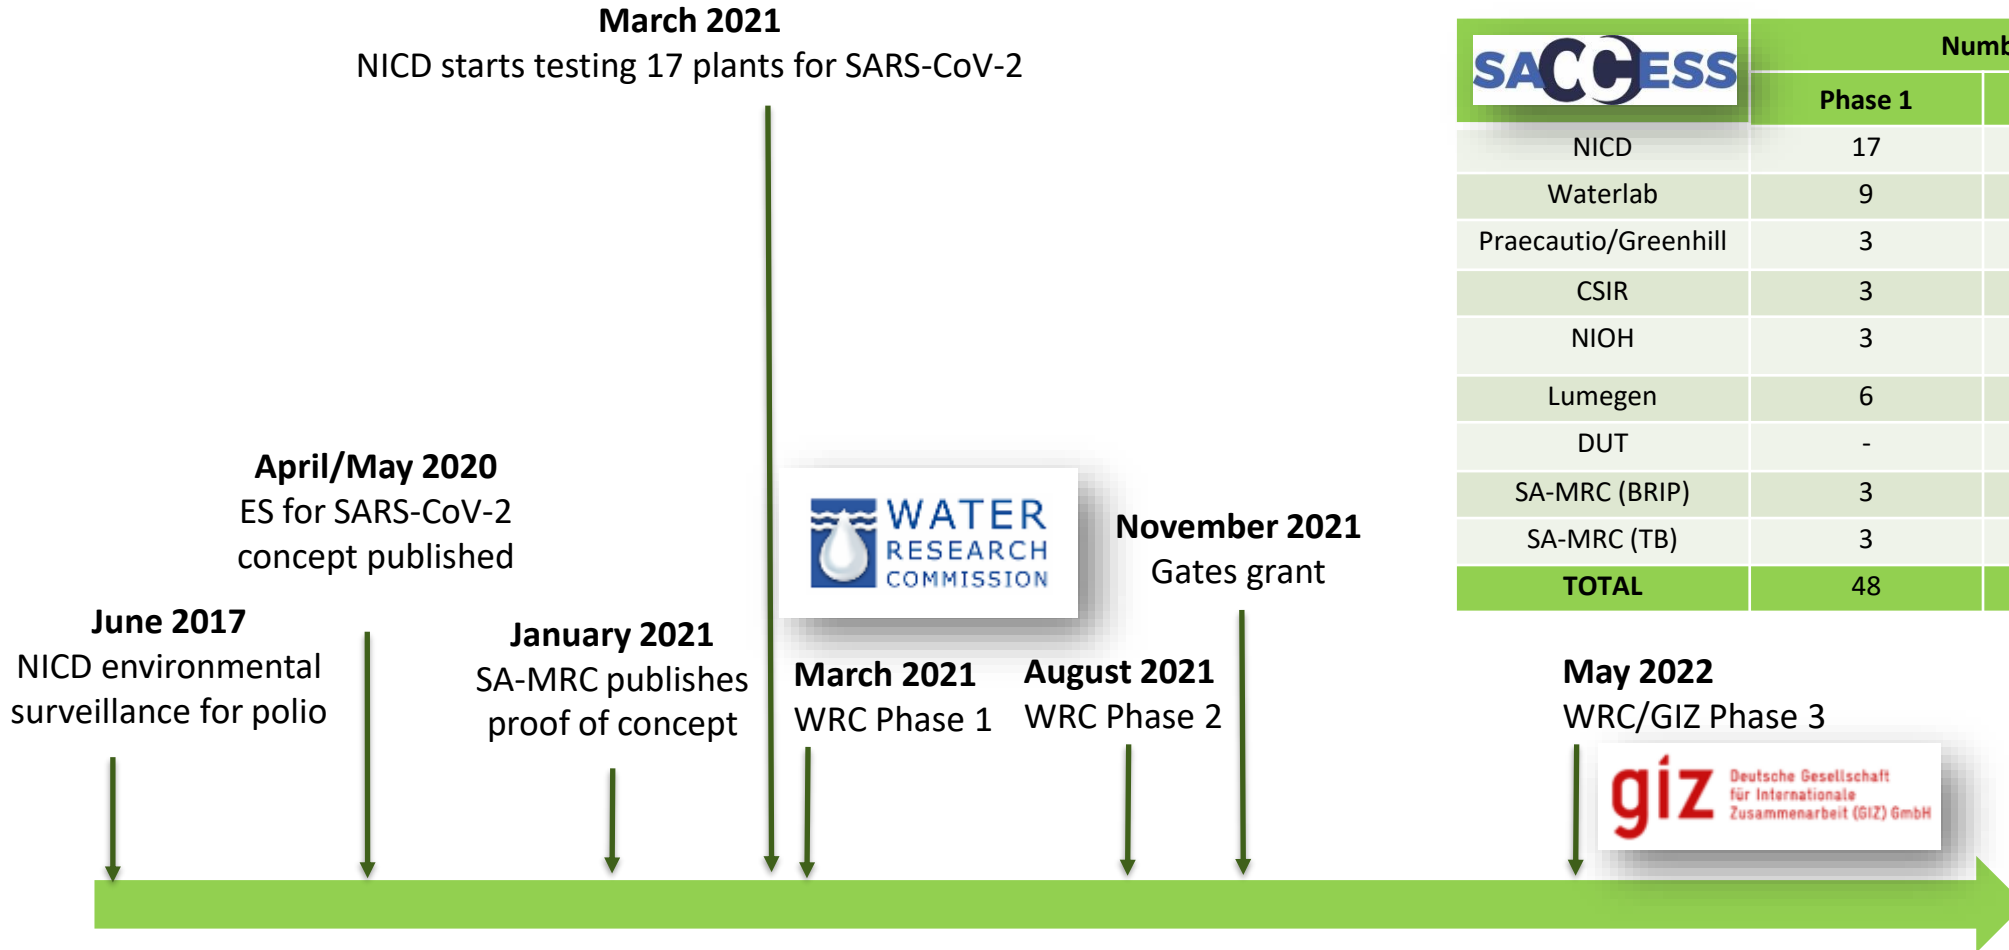 March 2021
NICD starts testing 17 plants for SARS-CoV-2
April/May 2020
ES for SARS-CoV-2
concept published
WATER
RESEARCH
COMMISSION
November 2021
Gates grant
June 2017
NICD environmental
surveillance for polio
January 2021
SA-MRC publishes
proof of concept
March 2021
WRC Phase 1
August 2021
WRC Phase 2
May 2022
WRC/GIZ Phase 3
giz
Deutsche Gesellschaft
für Internationale
Zusammenarbeit (GIZ) GmbH
SACCESS
Phase 1
NICD 17
Waterlab 9
Praecautio/Greenhill 3
CSIR 3
NIOH 3
Lumegen 6
DUT -
SA-MRC (BRIP) 3
SA-MRC (TB) 3
TOTAL 48